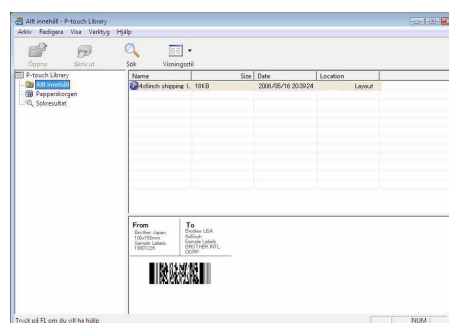 Allt innehåll - P-touch Library
Arkiv Redigera Visa Verktyg Hjälp
Öppna Skriv ut Sök Visningsstil
P-touch Library
Allt innehåll
Papperskorgen
Sökresultat
Name Size Date Location
4x6inch shipping l.. 18KB 2006/05/16 20:39:24 Layout
From
Brother Japan
100x150mm
Sample Labels
To
Brother USA
4x6inch
Sample Labels
BROTHER INTL
CORP
Tryck på F1 om du vill ha hjälp
NUM